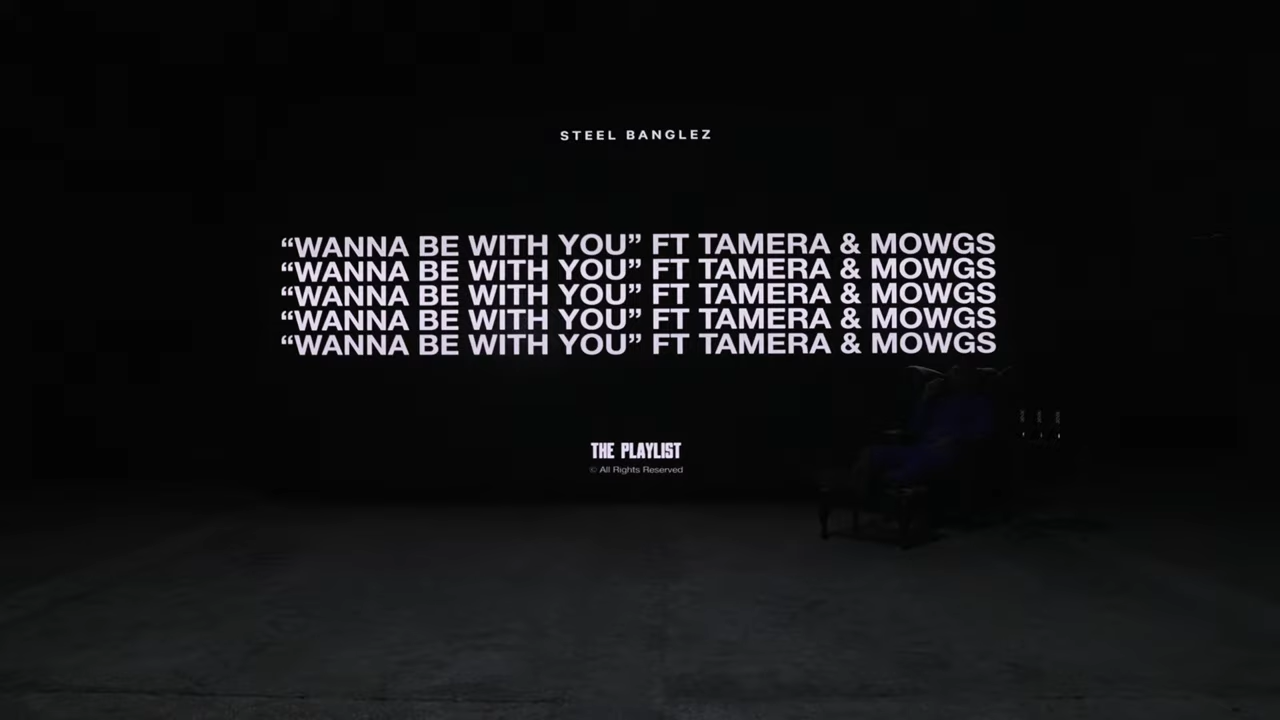 STEEL BANGLEZ
“WANNA BE WITH YOU” FT TAMERA & MOWGS
“WANNA BE WITH YOU” FT TAMERA & MOWGS
“WANNA BE WITH YOU” FT TAMERA & MOWGS
“WANNA BE WITH YOU” FT TAMERA & MOWGS
“WANNA BE WITH YOU” FT TAMERA & MOWGS
THE PLAYLIST
© All Rights Reserved